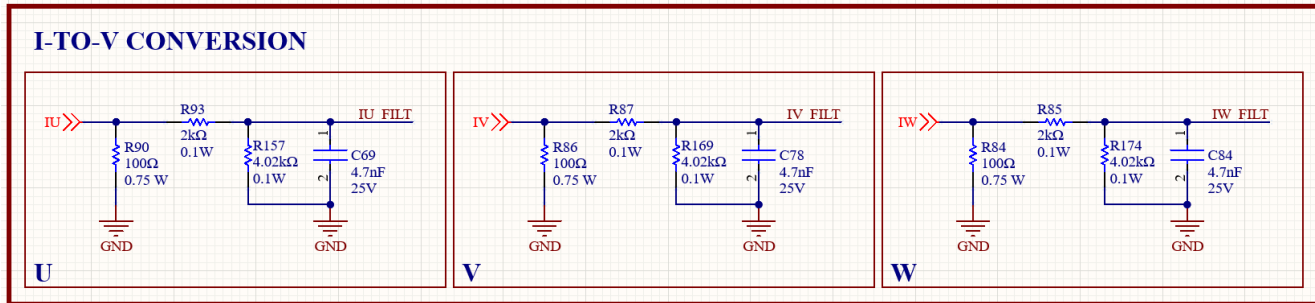 I-TO-V CONVERSION
IU
R93
2kΩ
0.1W
IU_FILT
R90
100Ω
0.75 W
R157
4.02kΩ
0.1W
1
2
C69
4.7nF
25V
GND
GND
U
IV
R87
2kΩ
0.1W
IV_FILT
R86
100Ω
0.75 W
R169
4.02kΩ
0.1W
1
2
C78
4.7nF
25V
GND
GND
V
IW
R85
2kΩ
0.1W
IW_FILT
R84
100Ω
0.75 W
R174
4.02kΩ
0.1W
1
2
C84
4.7nF
25V
GND
GND
W